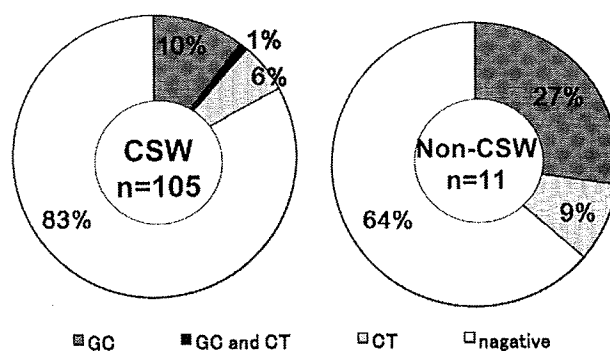 10%
1%
6%
CSW
n=105
83%
27%
Non-CSW
n=11
64%
9%
GC
GC and CT
CT
nagative